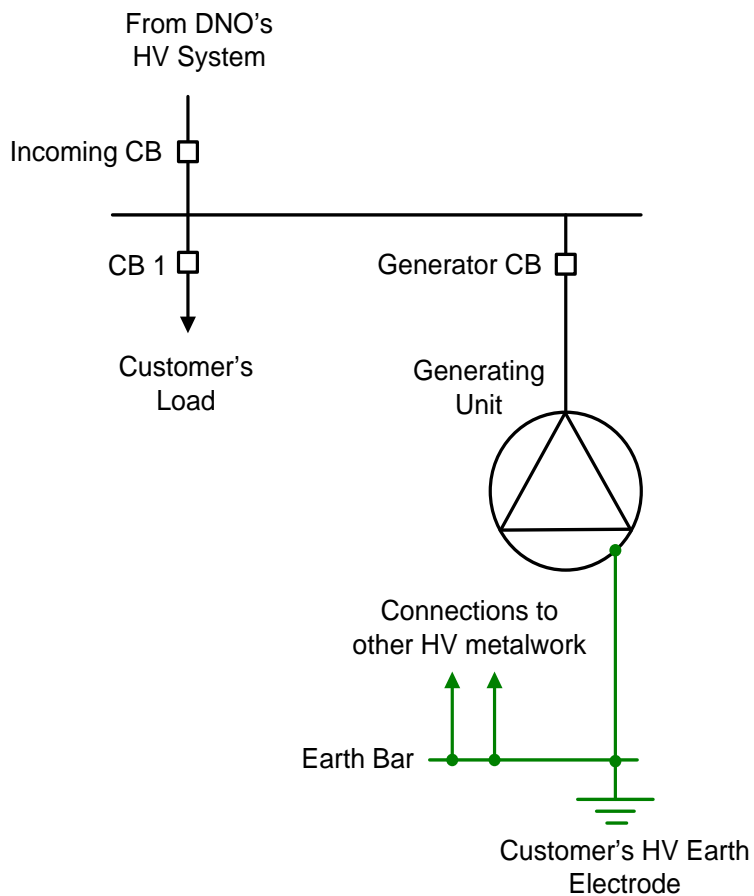 From DNO's
HV System
Incoming CB
CB 1
Generator CB
Customer's
Load
Generating
Unit
Connections to
other HV metalwork
Earth Bar
Customer's HV Earth
Electrode